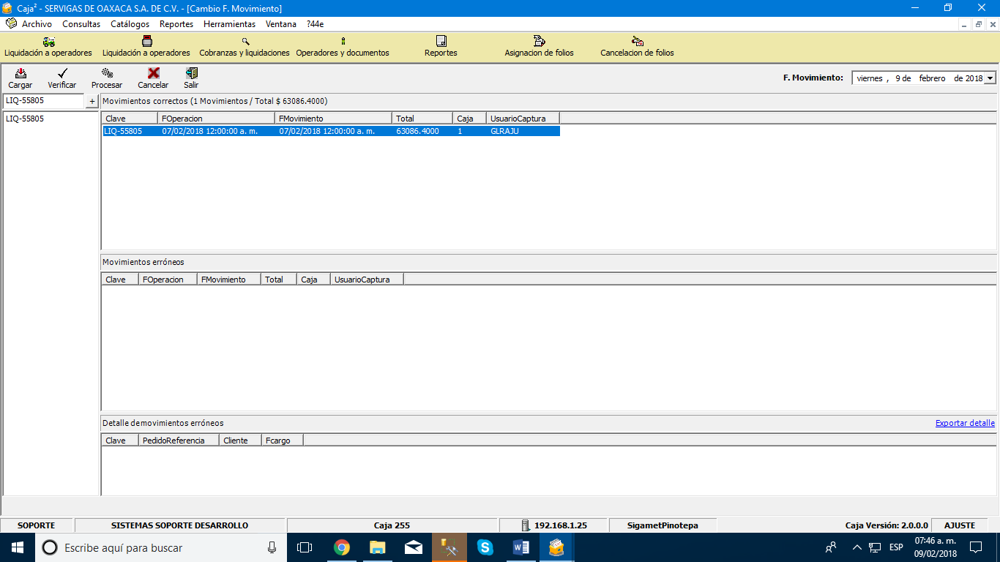 Caja² - SERVIGAS DE OAXACA S.A. DE C.V. - [Cambio F. Movimiento]
Archivo Consultas Catálogos Reportes Herramientas Ventana ?44e
Liquidación a operadores Liquidación a operadores Cobranzas y liquidaciones Operadores y documentos Reportes Asignacion de folios Cancelacion de folios
Cargar Verificar Procesar Cancelar Salir F. Movimiento: viernes , 9 de febrero de 2018
LIQ-55805 + Movimientos correctos (1 Movimientos / Total $ 63086.4000)
LIQ-55805 Clave FOperacion FMovimiento Total Caja UsuarioCaptura
LIQ-55805 07/02/2018 12:00:00 a. m. 07/02/2018 12:00:00 a. m. 63086.4000 1 GLRAJU
Movimientos erróneos
Clave FOperacion FMovimiento Total Caja UsuarioCaptura
Detalle de movimientos erróneos Exportar detalle
Clave PedidoReferencia Cliente Fcargo
SOPORTE SISTEMAS SOPORTE DESARROLLO Caja 255 192.168.1.25 SigametPinotepa Caja Versión: 2.0.0.0 AJUSTE
Escribe aquí para buscar ESP 07:46 a. m.
09/02/2018